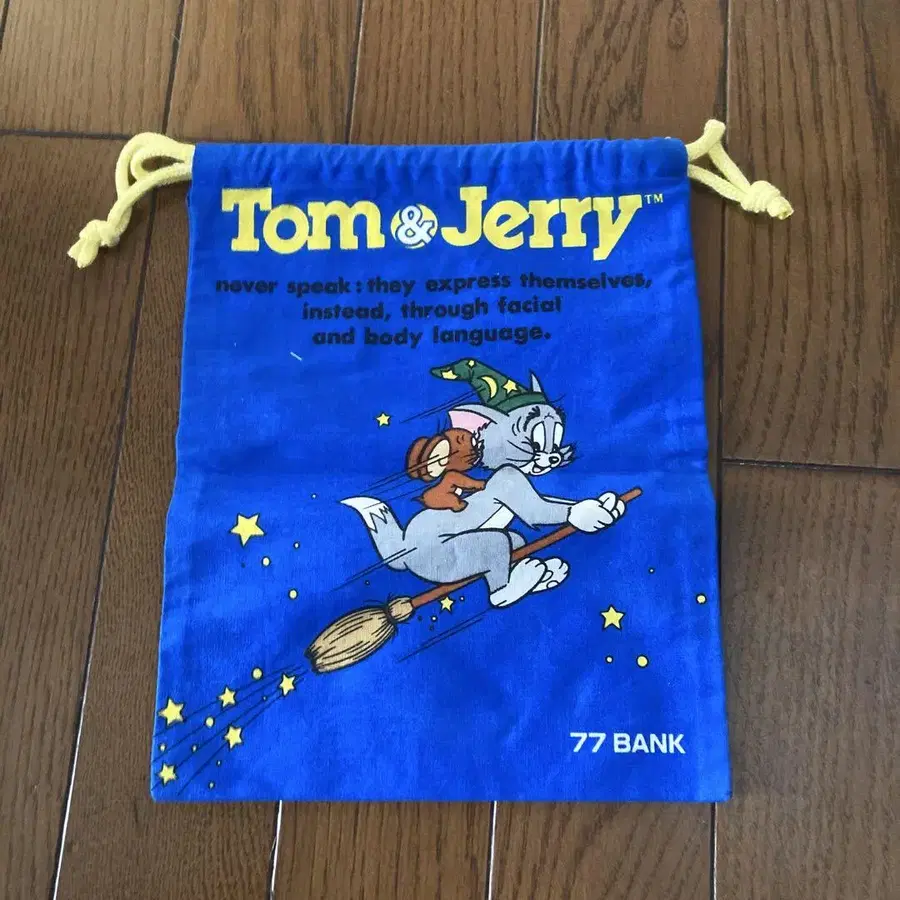 Tom & Jerry™
never speak : they express themselves,
instead, through facial
and body language.
77 BANK